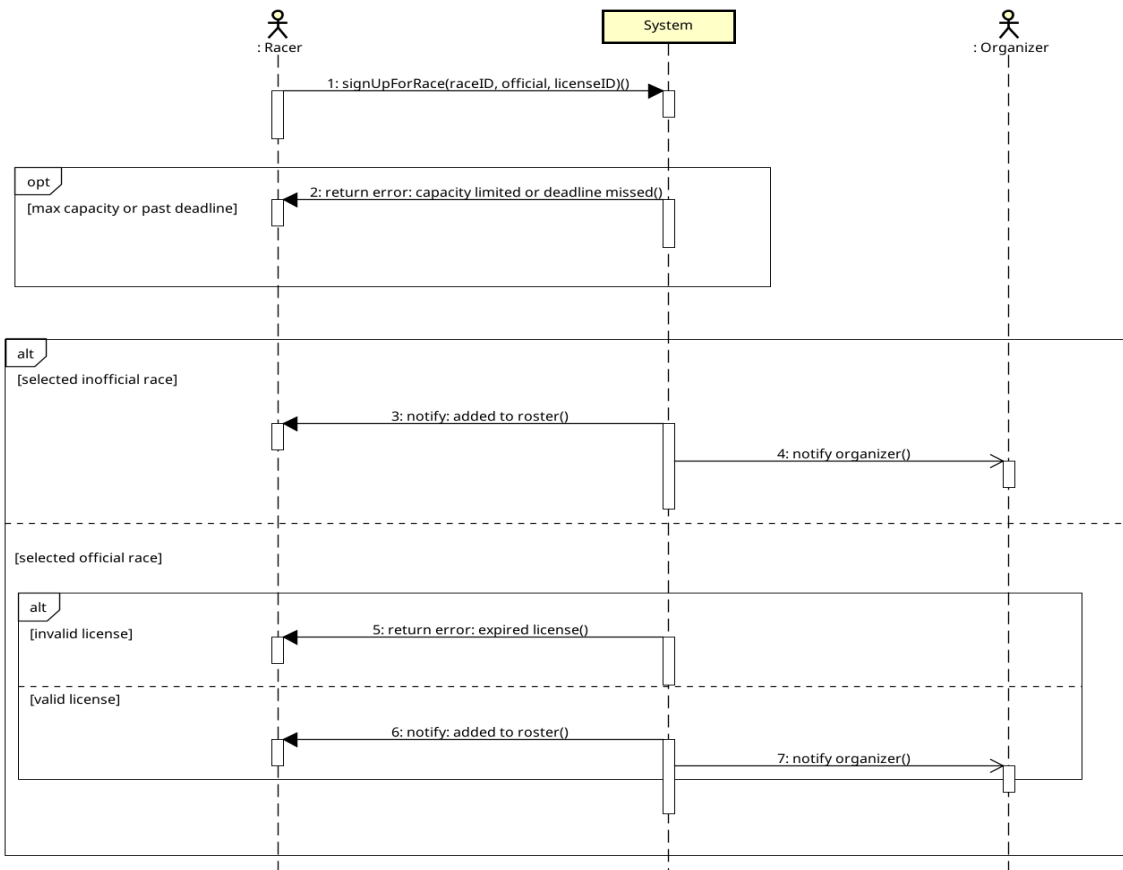 : Racer
System
: Organizer
1: signUpForRace(raceID, official, licenseID)()
opt
2: return error: capacity limited or deadline missed()
[max capacity or past deadline]
alt
[selected inofficial race]
3: notify: added to roster()
4: notify organizer()
[selected official race]
alt
[invalid license]
5: return error: expired license()
[valid license]
6: notify: added to roster()
7: notify organizer()